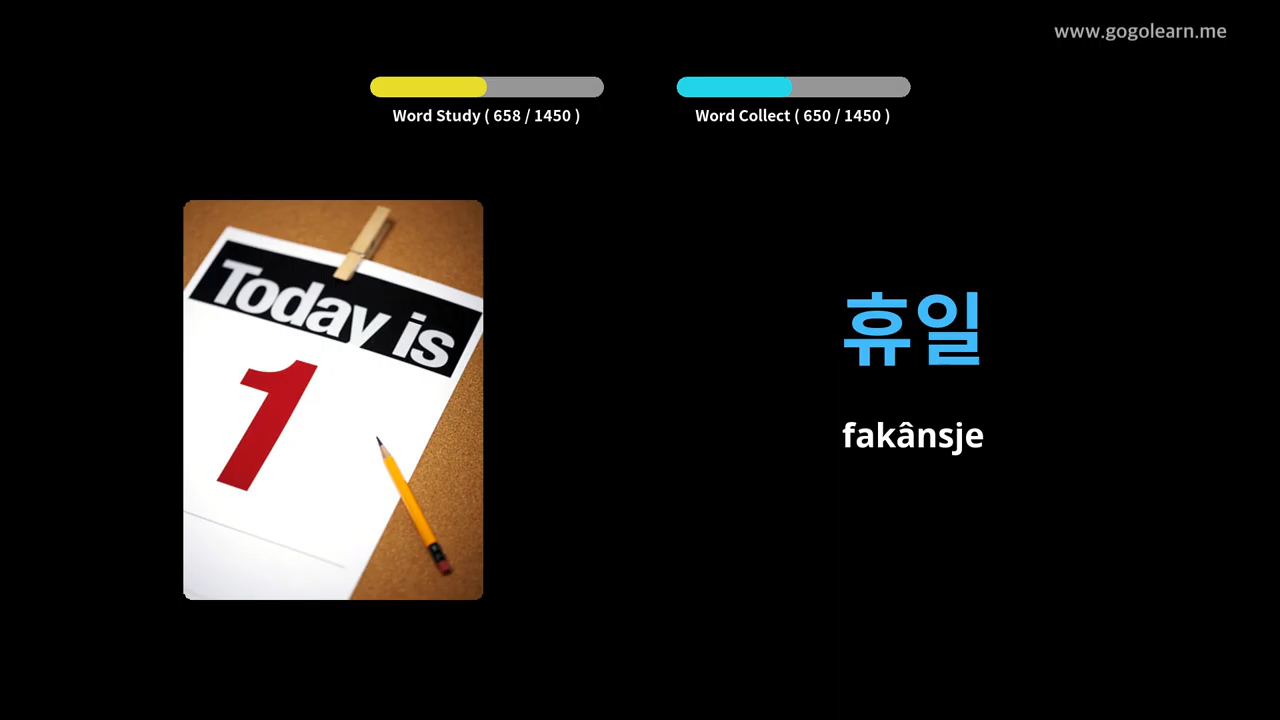 www.gogolearn.me
Word Study ( 658 / 1450 )
Word Collect ( 650 / 1450 )
Today is
1
휴일
fakânsje